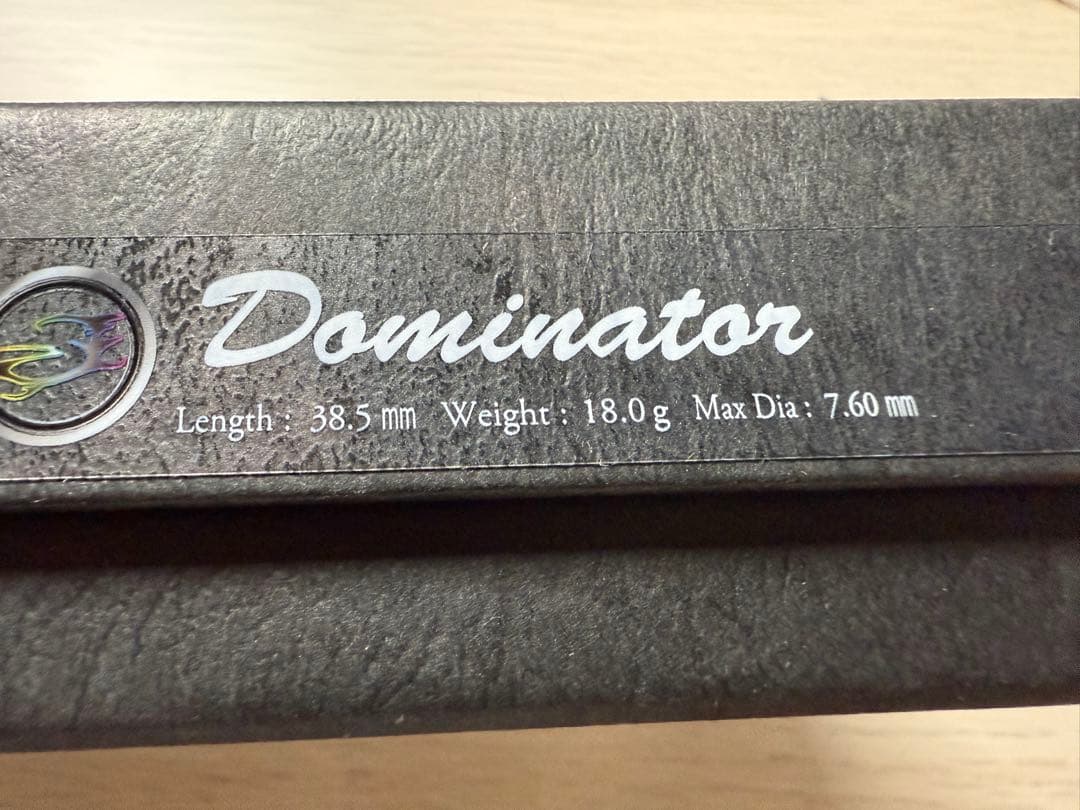 Dominator
Length : 38.5 ㎜ Weight : 18.0 g Max Dia : 7.60 ㎜